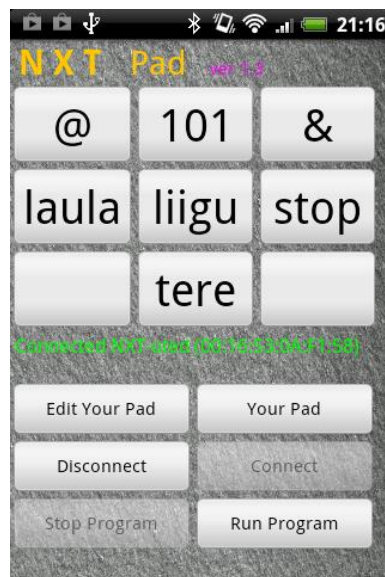 21:16
NXT Pad ver 1.3
@ 101 &
laula liigu stop
tere
Connected NXT (00:16:53:0A:F1:58)
Edit Your Pad Your Pad
Disconnect Connect
Stop Program Run Program